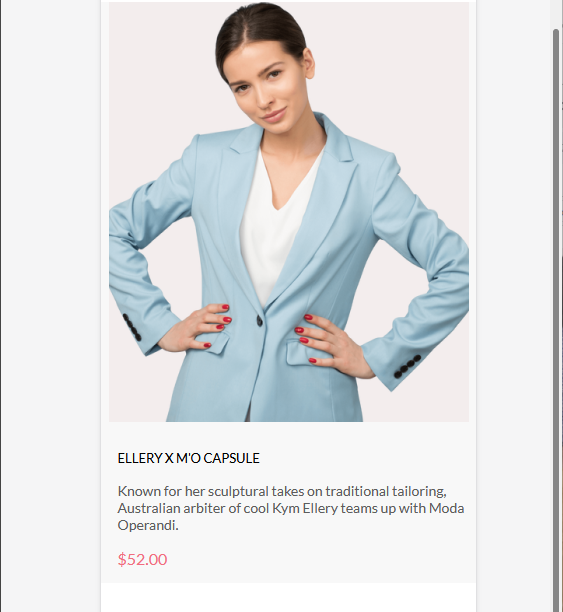 ELLERY X M'O CAPSULE
Known for her sculptural takes on traditional tailoring,
Australian arbiter of cool Kym Ellery teams up with Moda
Operandi.
$52.00